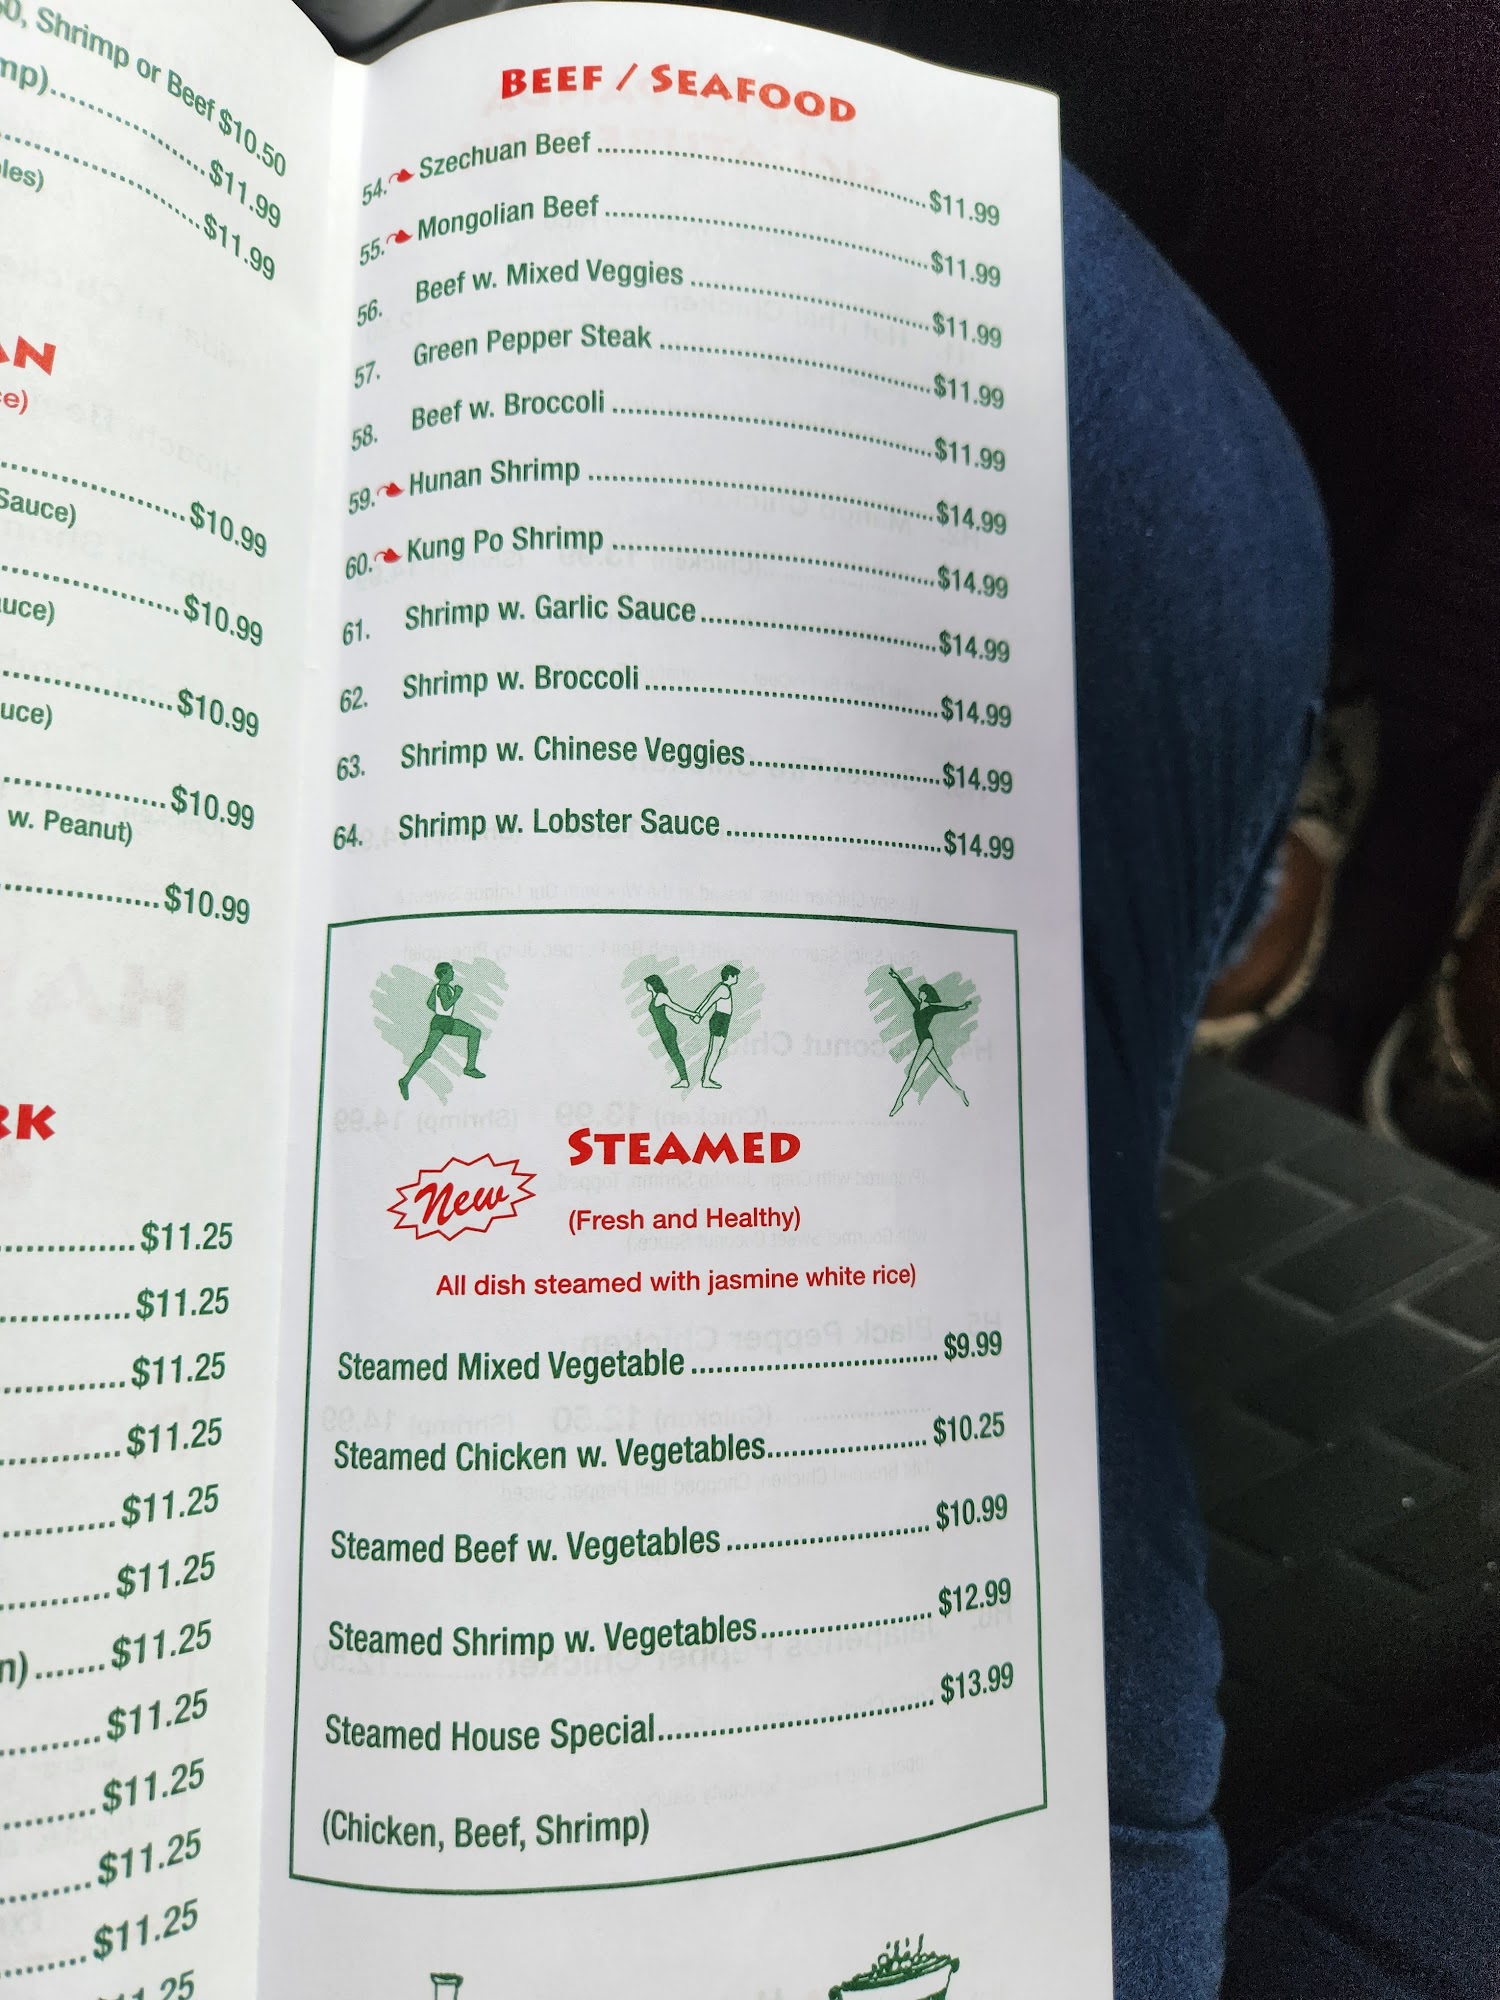 0, Shrimp or Beef $10.50
mp)..........$11.99
..........$11.99
les)
AN
ce)
..........$10.99
Sauce)
..........$10.99
uce)
..........$10.99
uce)
..........$10.99
w. Peanut)
..........$10.99
RK
..........$11.25
..........$11.25
..........$11.25
..........$11.25
..........$11.25
..........$11.25
n).......$11.25
..........$11.25
..........$11.25
..........$11.25
..........$11.25
BEEF / SEAFOOD
54. Szechuan Beef..........$11.99
55. Mongolian Beef..........$11.99
56. Beef w. Mixed Veggies..........$11.99
57. Green Pepper Steak..........$11.99
58. Beef w. Broccoli..........$11.99
59. Hunan Shrimp..........$14.99
60. Kung Po Shrimp..........$14.99
61. Shrimp w. Garlic Sauce..........$14.99
62. Shrimp w. Broccoli..........$14.99
63. Shrimp w. Chinese Veggies..........$14.99
64. Shrimp w. Lobster Sauce..........$14.99
STEAMED
New
(Fresh and Healthy)
All dish steamed with jasmine white rice)
Steamed Mixed Vegetable..........$9.99
Steamed Chicken w. Vegetables..........$10.25
Steamed Beef w. Vegetables..........$10.99
Steamed Shrimp w. Vegetables..........$12.99
Steamed House Special..........$13.99
(Chicken, Beef, Shrimp)